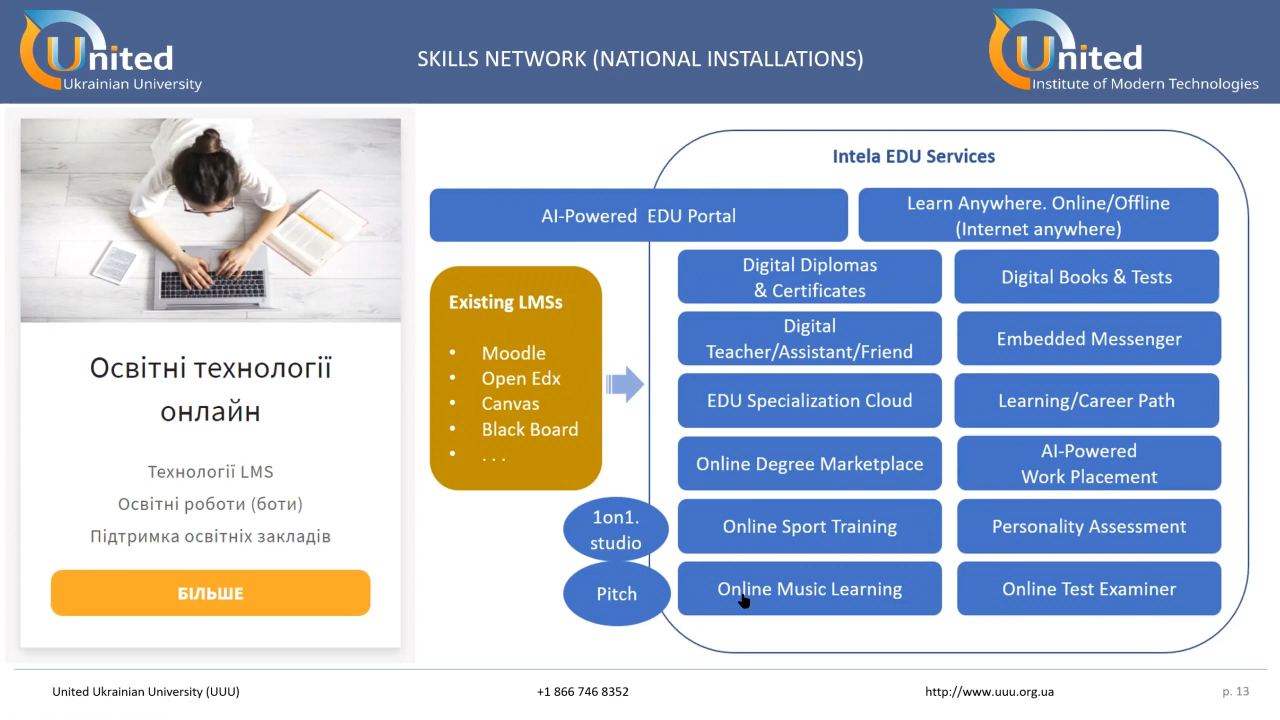 United
Ukrainian University
SKILLS NETWORK (NATIONAL INSTALLATIONS)
United
Institute of Modern Technologies
Освітні технології
онлайн
Технології LMS
Освітні роботи (боти)
Підтримка освітніх закладів
БІЛЬШЕ
Intela EDU Services
AI-Powered EDU Portal
Learn Anywhere. Online/Offline
(Internet anywhere)
Existing LMSs
• Moodle
• Open Edx
• Canvas
• Black Board
• . . .
Digital Diplomas
& Certificates
Digital Books & Tests
Digital
Teacher/Assistant/Friend
Embedded Messenger
EDU Specialization Cloud
Learning/Career Path
Online Degree Marketplace
AI-Powered
Work Placement
1on1.
studio
Online Sport Training
Personality Assessment
Pitch
Online Music Learning
Online Test Examiner
United Ukrainian University (UUU)
+1 866 746 8352
http://www.uuu.org.ua
p. 13